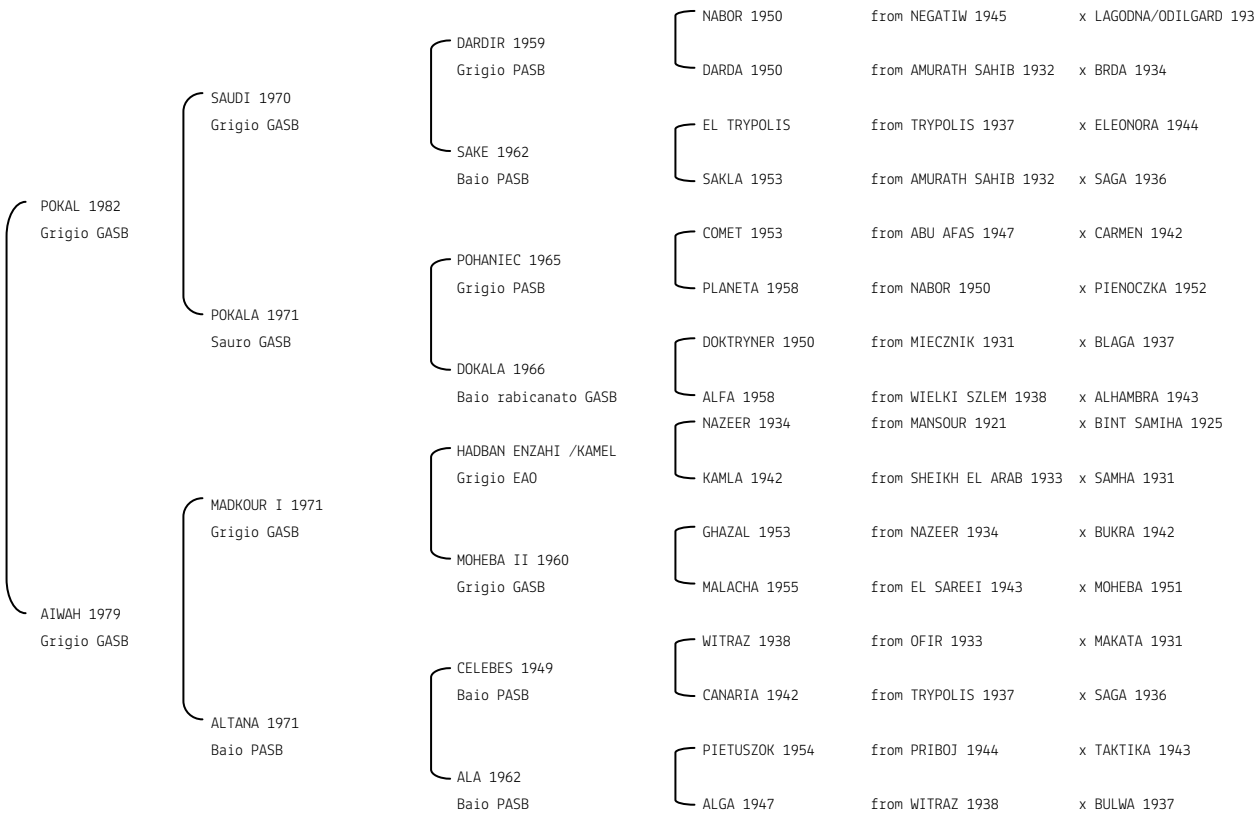 NABOR 1950 from NEGATIW 1945 x LAGODNA/ODILGARD 193
DARDIR 1959
Grigio PASB
DARDA 1950 from AMURATH SAHIB 1932 x BRDA 1934
SAUDI 1970
Grigio GASB
EL TRYPOLIS from TRYPOLIS 1937 x ELEONORA 1944
SAKE 1962
Baio PASB
SAKLA 1953 from AMURATH SAHIB 1932 x SAGA 1936
POKAL 1982
Grigio GASB
COMET 1953 from ABU AFAS 1947 x CARMEN 1942
POHANIEC 1965
Grigio PASB
PLANETA 1958 from NABOR 1950 x PIENOCZKA 1952
POKALA 1971
Sauro GASB
DOKTRYNER 1950 from MIECZNIK 1931 x BLAGA 1937
DOKALA 1966
Baio rabicanato GASB
ALFA 1958 from WIELKI SZLEM 1938 x ALHAMBRA 1943
NAZEER 1934 from MANSOUR 1921 x BINT SAMIHA 1925
HADBAN ENZAHI /KAMEL
Grigio EAO
KAMLA 1942 from SHEIKH EL ARAB 1933 x SAMHA 1931
MADKOUR I 1971
Grigio GASB
GHAZAL 1953 from NAZEER 1934 x BUKRA 1942
MOHEBA II 1960
Grigio GASB
MALACHA 1955 from EL SAREEI 1943 x MOHEBA 1951
AIWAH 1979
Grigio GASB
WITRAZ 1938 from OFIR 1933 x MAKATA 1931
CELEBES 1949
Baio PASB
CANARIA 1942 from TRYPOLIS 1937 x SAGA 1936
ALTANA 1971
Baio PASB
PIETUSZOK 1954 from PRIBOJ 1944 x TAKTIKA 1943
ALA 1962
Baio PASB
ALGA 1947 from WITRAZ 1938 x BULWA 1937